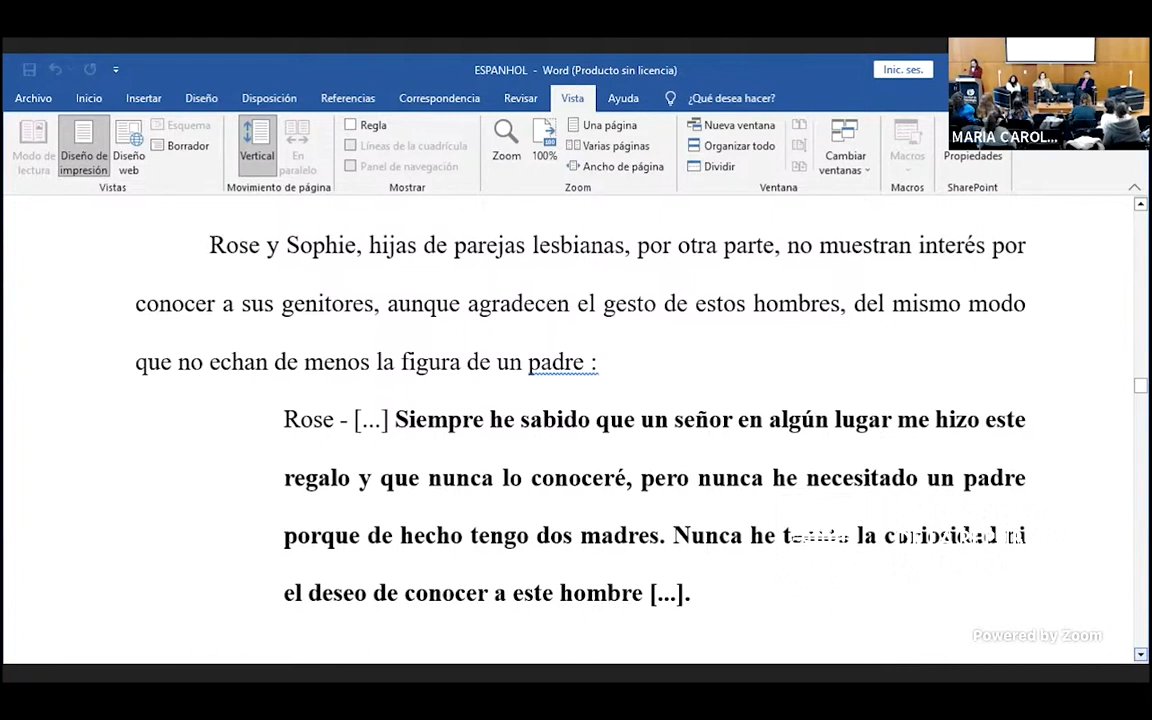 ESPANHOL - Word (Producto sin licencia)
Inic. ses.
Archivo Inicio Insertar Diseño Disposición Referencias Correspondencia Revisar Vista Ayuda ¿Qué desea hacer?
MARIA CAROL...
Modo de lectura
Diseño de impresión
Diseño web
Esquema
Borrador
Vistas
Vertical
En paralelo
Movimiento de página
Regla
Líneas de la cuadrícula
Panel de navegación
Mostrar
Zoom
100%
Una página
Varias páginas
Ancho de página
Zoom
Nueva ventana
Organizar todo
Dividir
Cambiar ventanas
Ventana
Macros
Macros
Propiedades
SharePoint
Rose y Sophie, hijas de parejas lesbianas, por otra parte, no muestran interés por
conocer a sus genitores, aunque agradecen el gesto de estos hombres, del mismo modo
que no echan de menos la figura de un padre :
Rose - [...] Siempre he sabido que un señor en algún lugar me hizo este
regalo y que nunca lo conoceré, pero nunca he necesitado un padre
porque de hecho tengo dos madres. Nunca he la
el deseo de conocer a este hombre [...].
Powered by Zoom